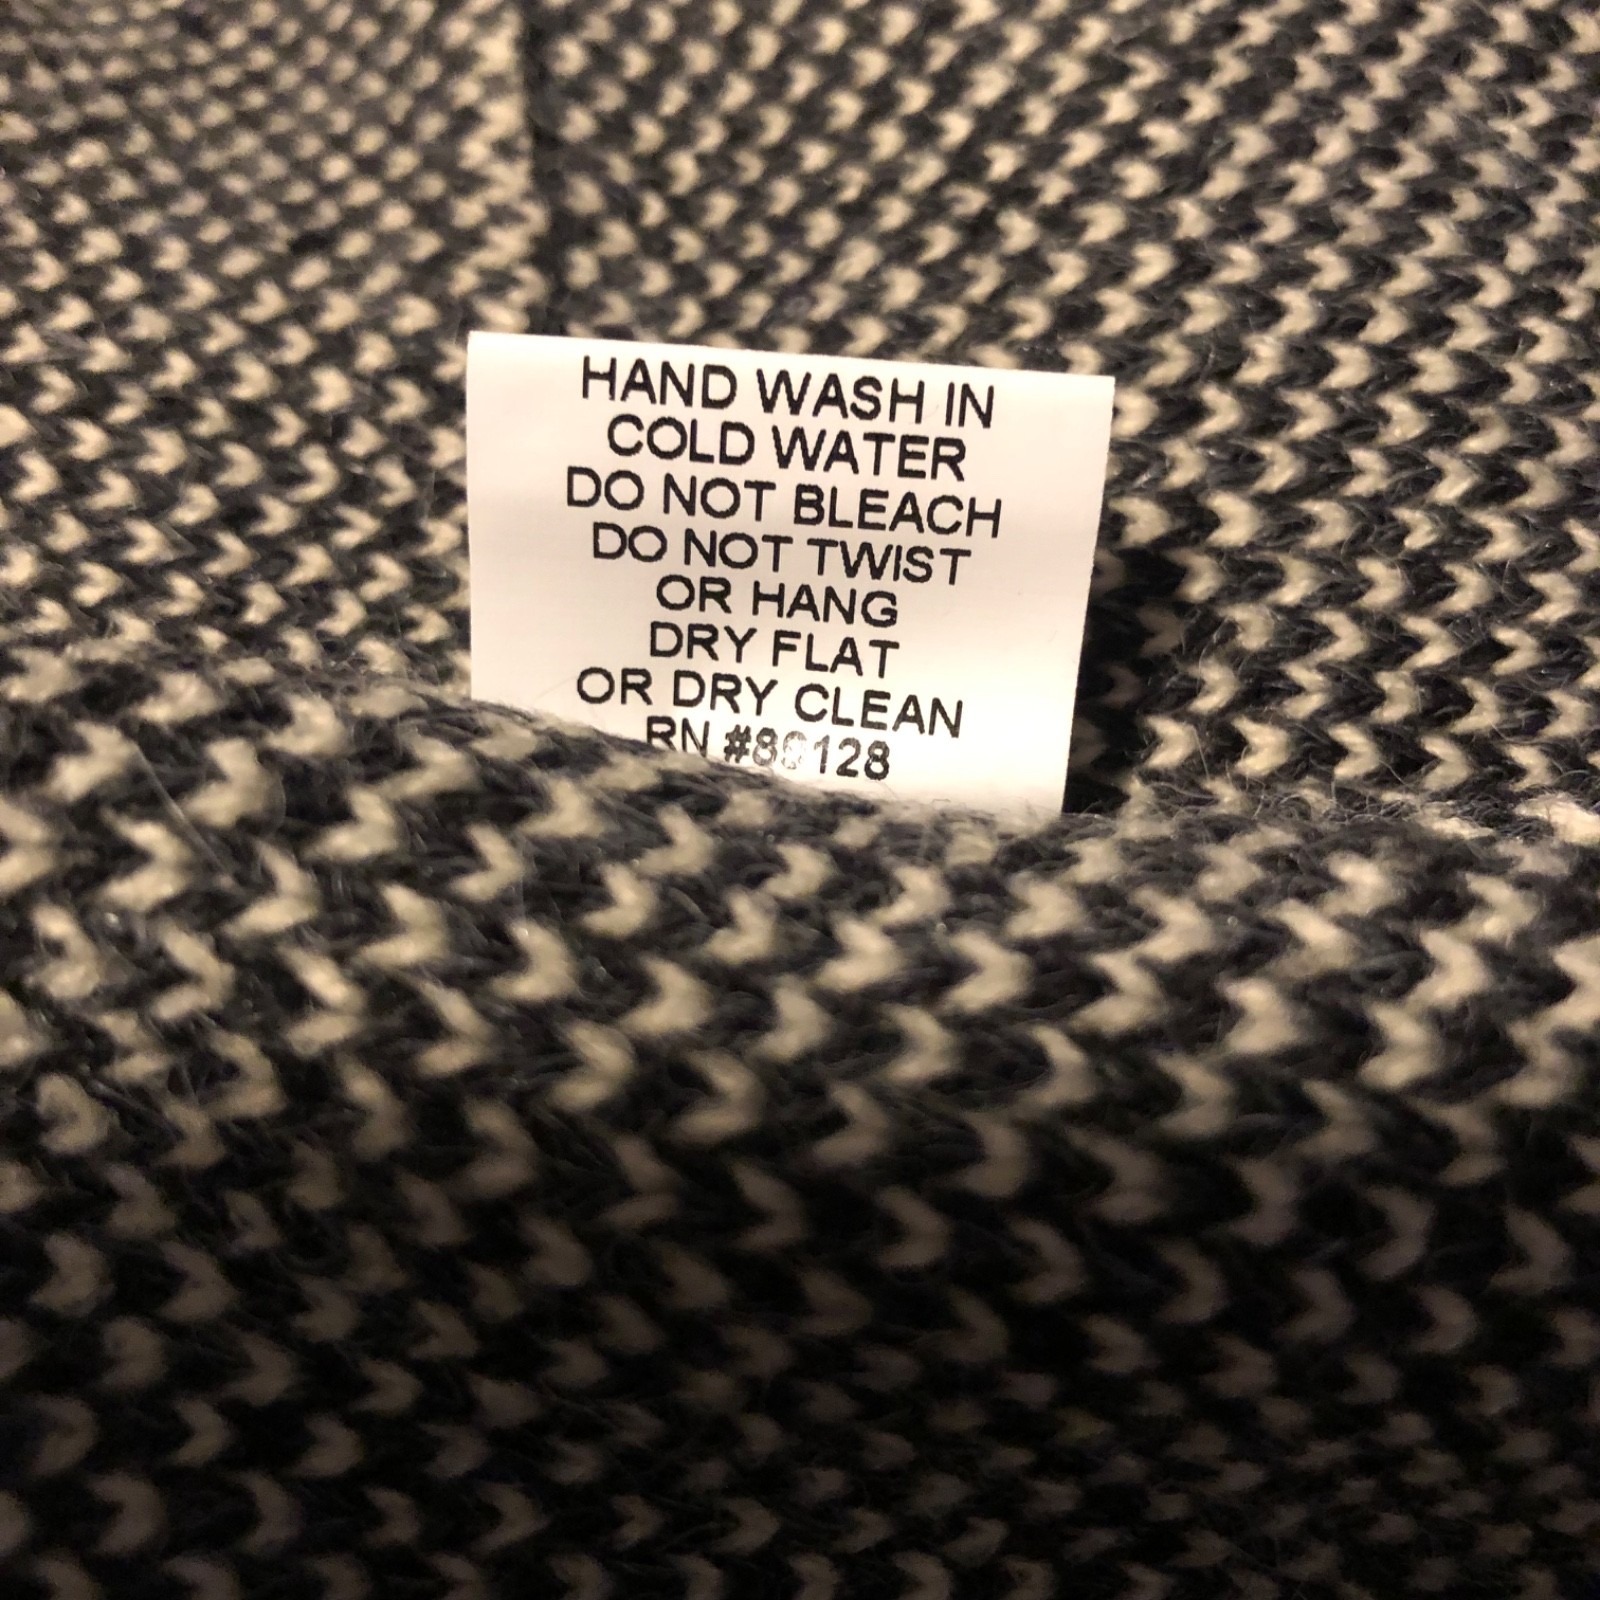 HAND WASH IN
COLD WATER
DO NOT BLEACH
DO NOT TWIST
OR HANG
DRY FLAT
OR DRY CLEAN
RN